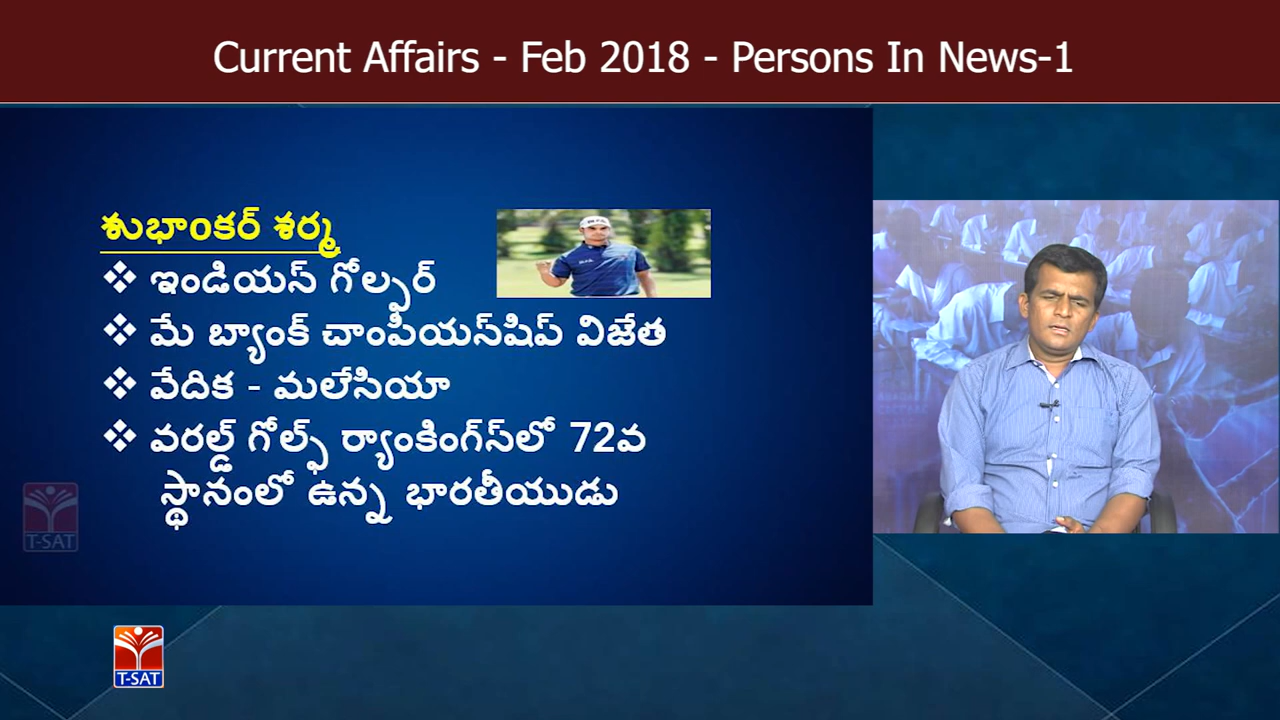 Current Affairs - Feb 2018 - Persons In News-1
శుభాంకర్ శర్మ
❖ ఇండియన్ గోల్ఫర్
❖ మే బ్యాంక్ చాంపియన్‌షిప్ విజేత
❖ వేదిక - మలేసియా
❖ వరల్డ్ గోల్ఫ్ ర్యాంకింగ్స్‌లో 72వ
స్థానంలో ఉన్న భారతీయుడు
T-SAT
T-SAT